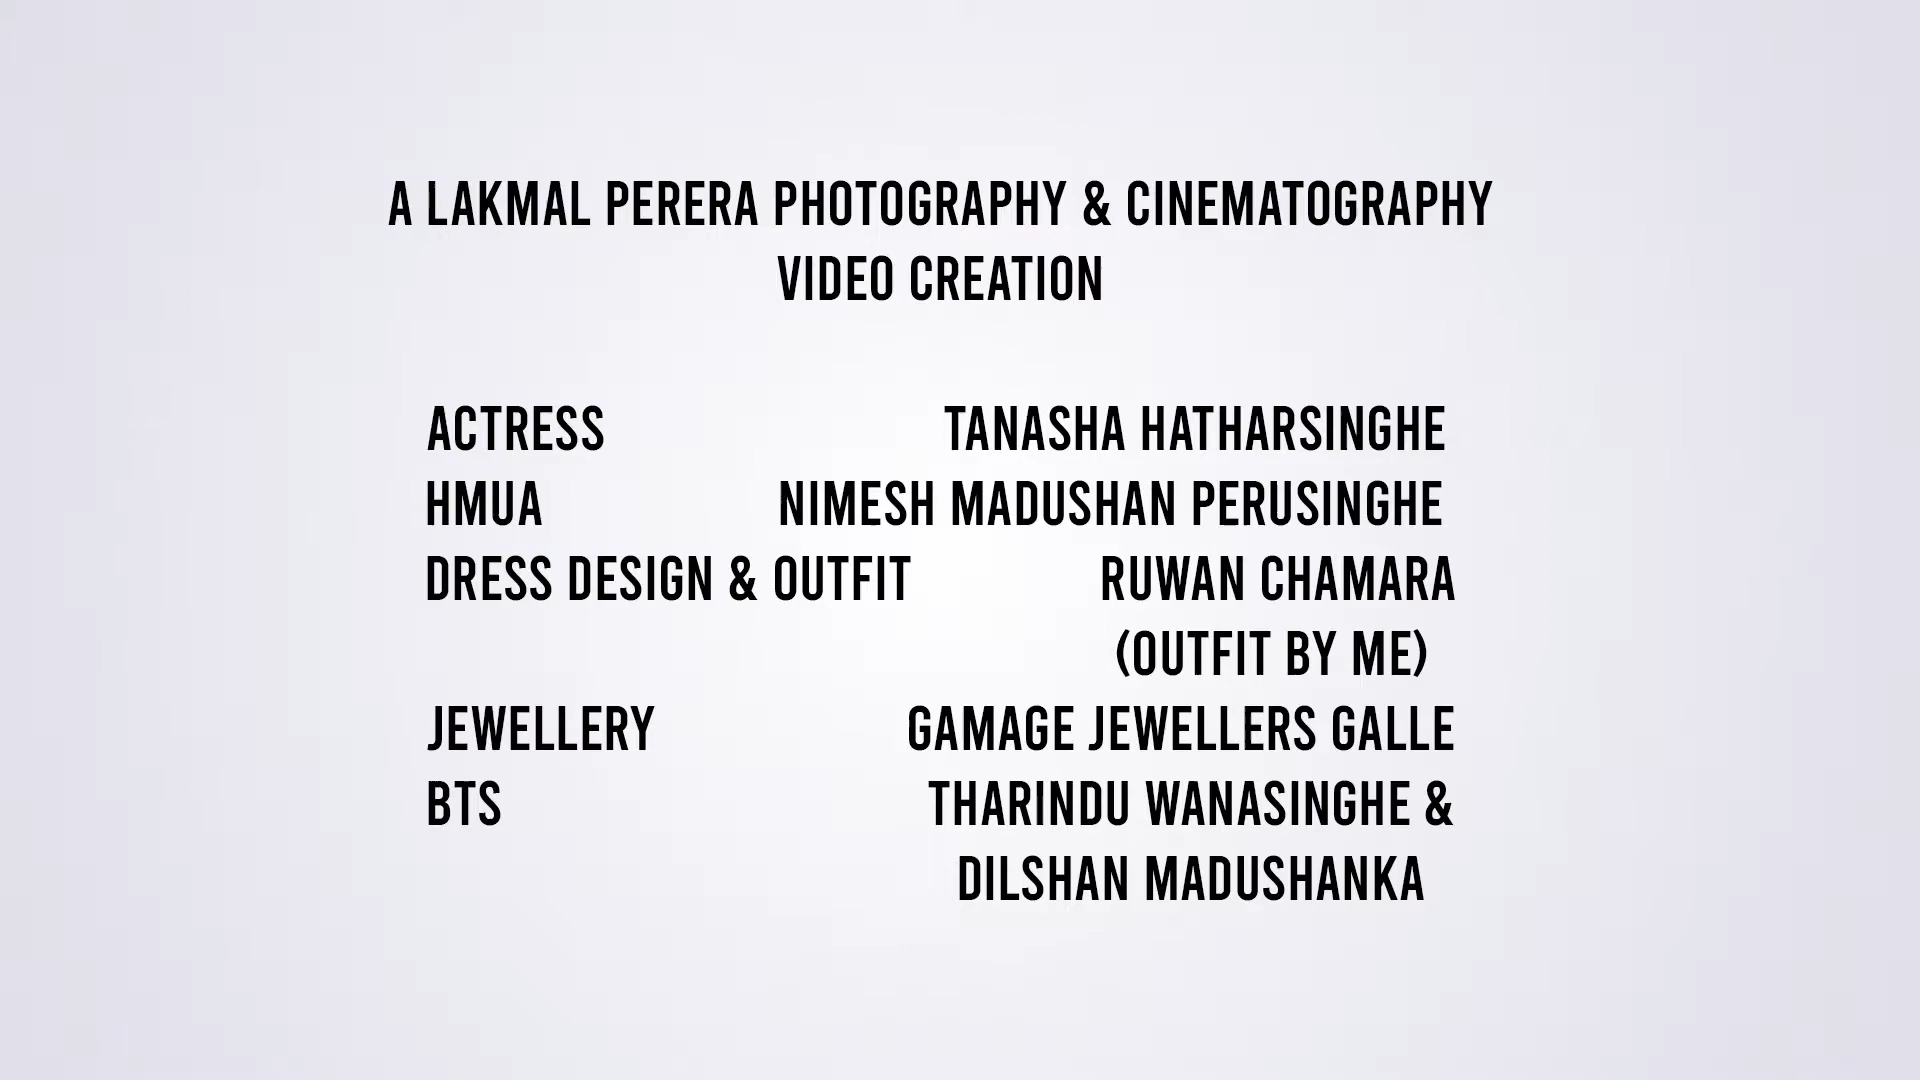 A LAKMAL PERERA PHOTOGRAPHY & CINEMATOGRAPHY
VIDEO CREATION
ACTRESS TANASHA HATHARSINGHE
HMUA NIMESH MADUSHAN PERUSINGHE
DRESS DESIGN & OUTFIT RUWAN CHAMARA
(OUTFIT BY ME)
JEWELLERY GAMAGE JEWELLERS GALLE
BTS THARINDU WANASINGHE &
DILSHAN MADUSHANKA